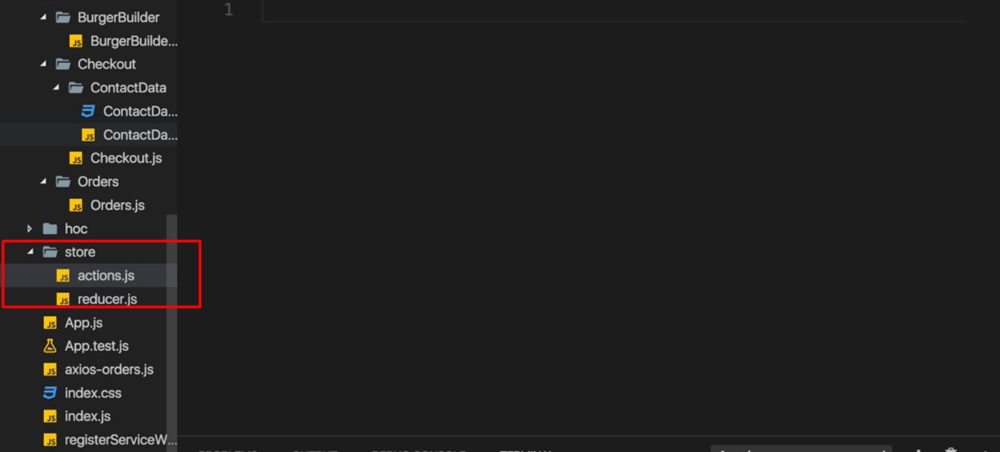 BurgerBuilder
BurgerBuilde...
Checkout
ContactData
ContactDa...
ContactDa...
Checkout.js
Orders
Orders.js
hoc
store
actions.js
reducer.js
App.js
App.test.js
axios-orders.js
index.css
index.js
registerServiceW...
1